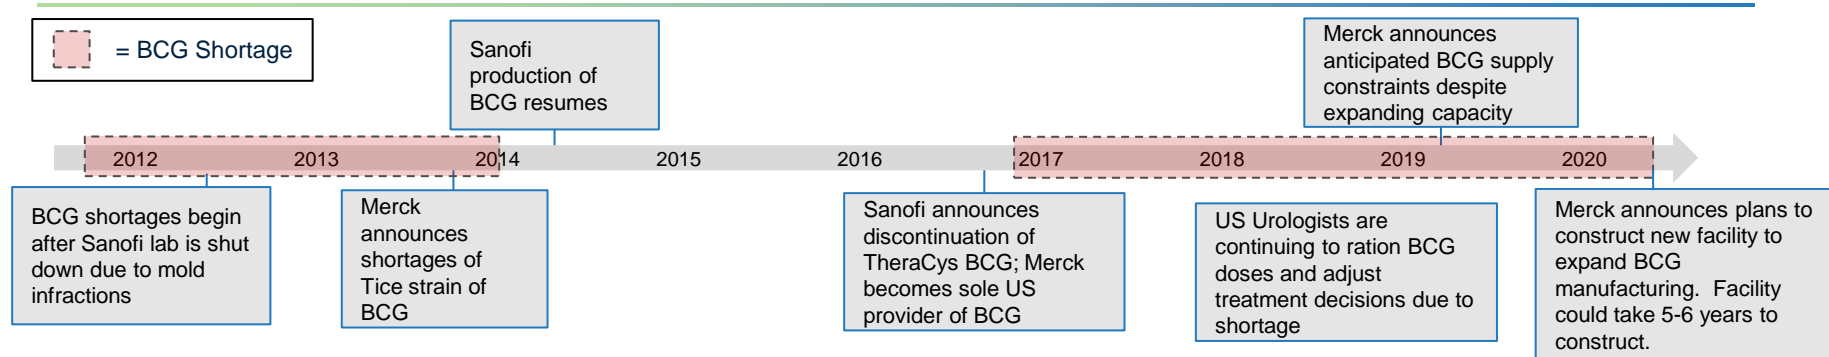 = BCG Shortage
Sanofi
production of
BCG resumes
Merck announces
anticipated BCG supply
constraints despite
expanding capacity
2012 2013 2014 2015 2016 2017 2018 2019 2020
BCG shortages begin
after Sanofi lab is shut
down due to mold
infractions
Merck
announces
shortages of
Tice strain of
BCG
Sanofi announces
discontinuation of
TheraCys BCG; Merck
becomes sole US
provider of BCG
US Urologists are
continuing to ration BCG
doses and adjust
treatment decisions due to
shortage
Merck announces plans to
construct new facility to
expand BCG
manufacturing. Facility
could take 5-6 years to
construct.